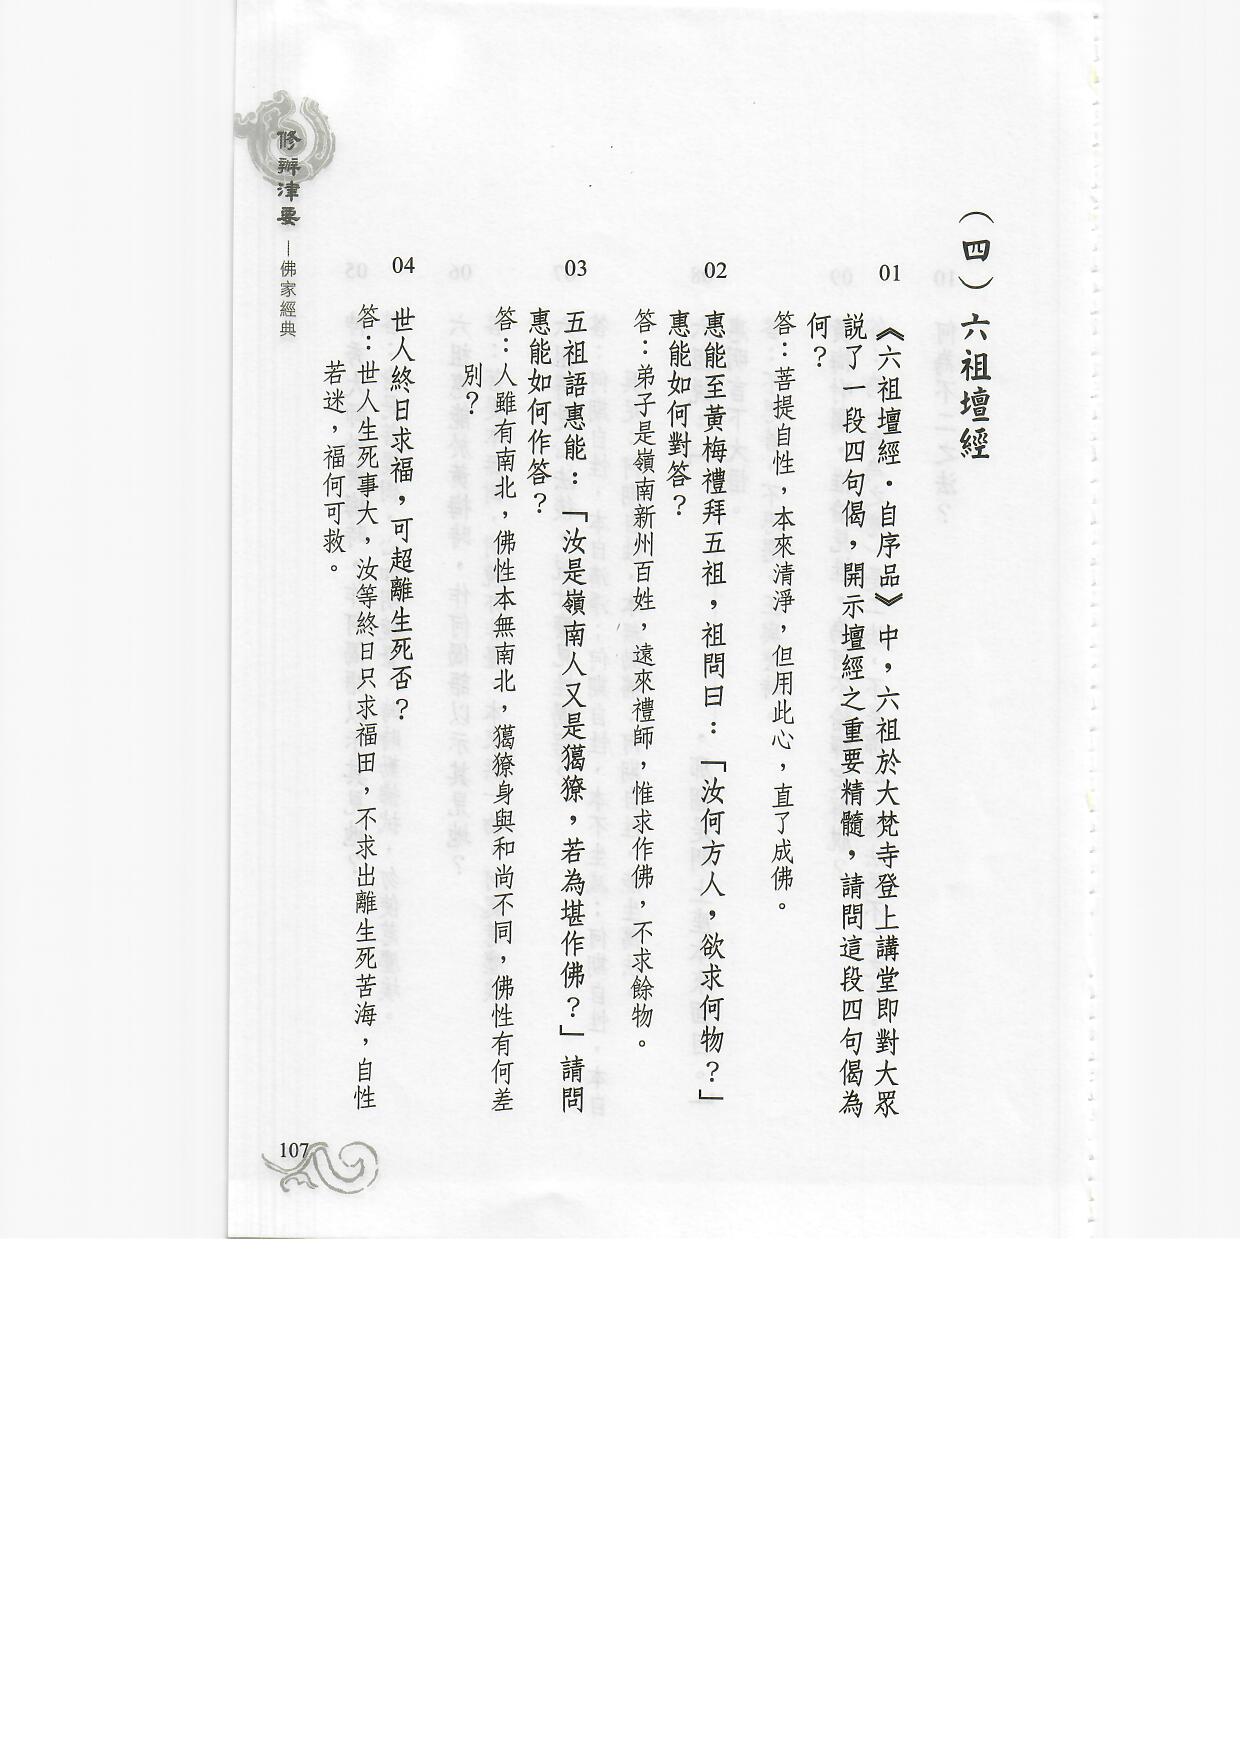 （四）六祖壇經
01 《六祖壇經・自序品》中，六祖於大梵寺登上講堂即對大眾
說了一段四句偈，開示壇經之重要精髓，請問這段四句偈為
何？
答：菩提自性，本來清淨，但用此心，直了成佛。
02 惠能至黃梅禮拜五祖，祖問曰：「汝何方人，欲求何物？」
惠能如何對答？
答：弟子是嶺南新州百姓，遠來禮師，惟求作佛，不求餘物。
03 五祖語惠能：「汝是嶺南人又是獦獠，若為堪作佛？」請問
惠能如何作答？
答：人雖有南北，佛性本無南北，獦獠身與和尚不同，佛性有何差
別？
04 世人終日求福，可超離生死否？
答：世人生死事大，汝等終日只求福田，不求出離生死苦海，自性
若迷，福何可救。
修辦津要－佛家經典
107